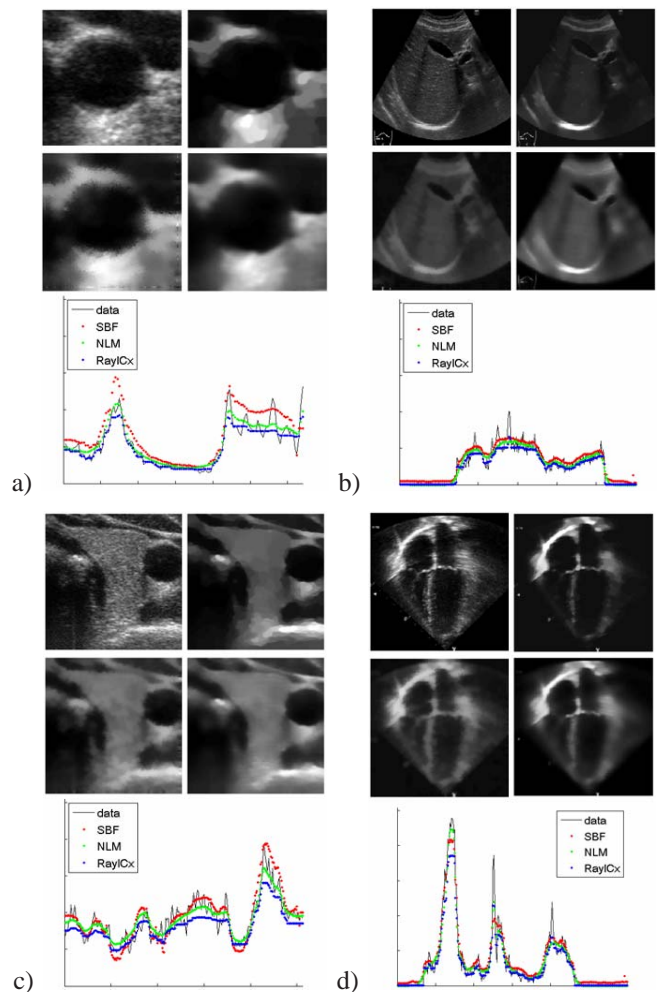 data
SBF
NLM
RaylCx
a)
data
SBF
NLM
RaylCx
b)
data
SBF
NLM
RaylCx
c)
data
SBF
NLM
RaylCx
d)